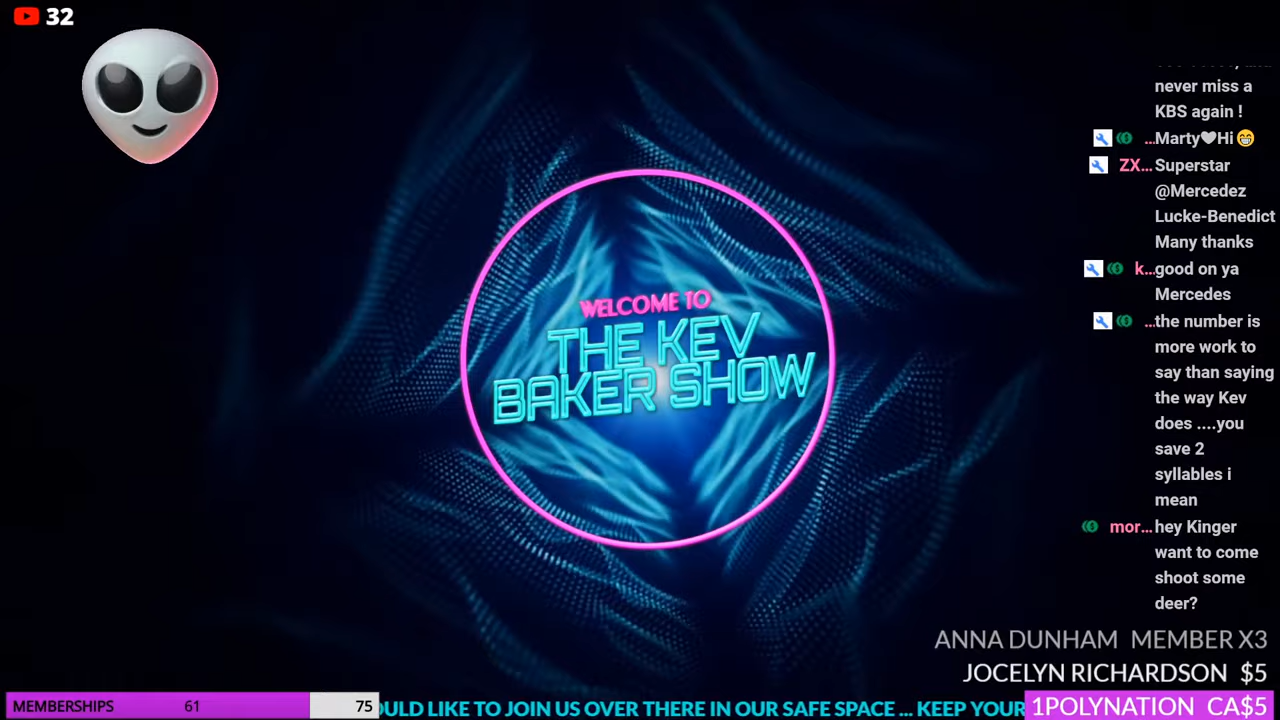 32
never miss a
KBS again !
...Marty🤍Hi 😁
ZX... Superstar
@Mercedez
Lucke-Benedict
Many thanks
k...good on ya
Mercedes
...the number is
more work to
say than saying
the way Kev
does ....you
save 2
syllables i
mean
mor... hey Kinger
want to come
shoot some
deer?
WELCOME TO
THE KEV
BAKER SHOW
ANNA DUNHAM MEMBER X3
JOCELYN RICHARDSON $5
1POLYNATION CA$5
MEMBERSHIPS 61 75
OULD LIKE TO JOIN US OVER THERE IN OUR SAFE SPACE ... KEEP YOUR